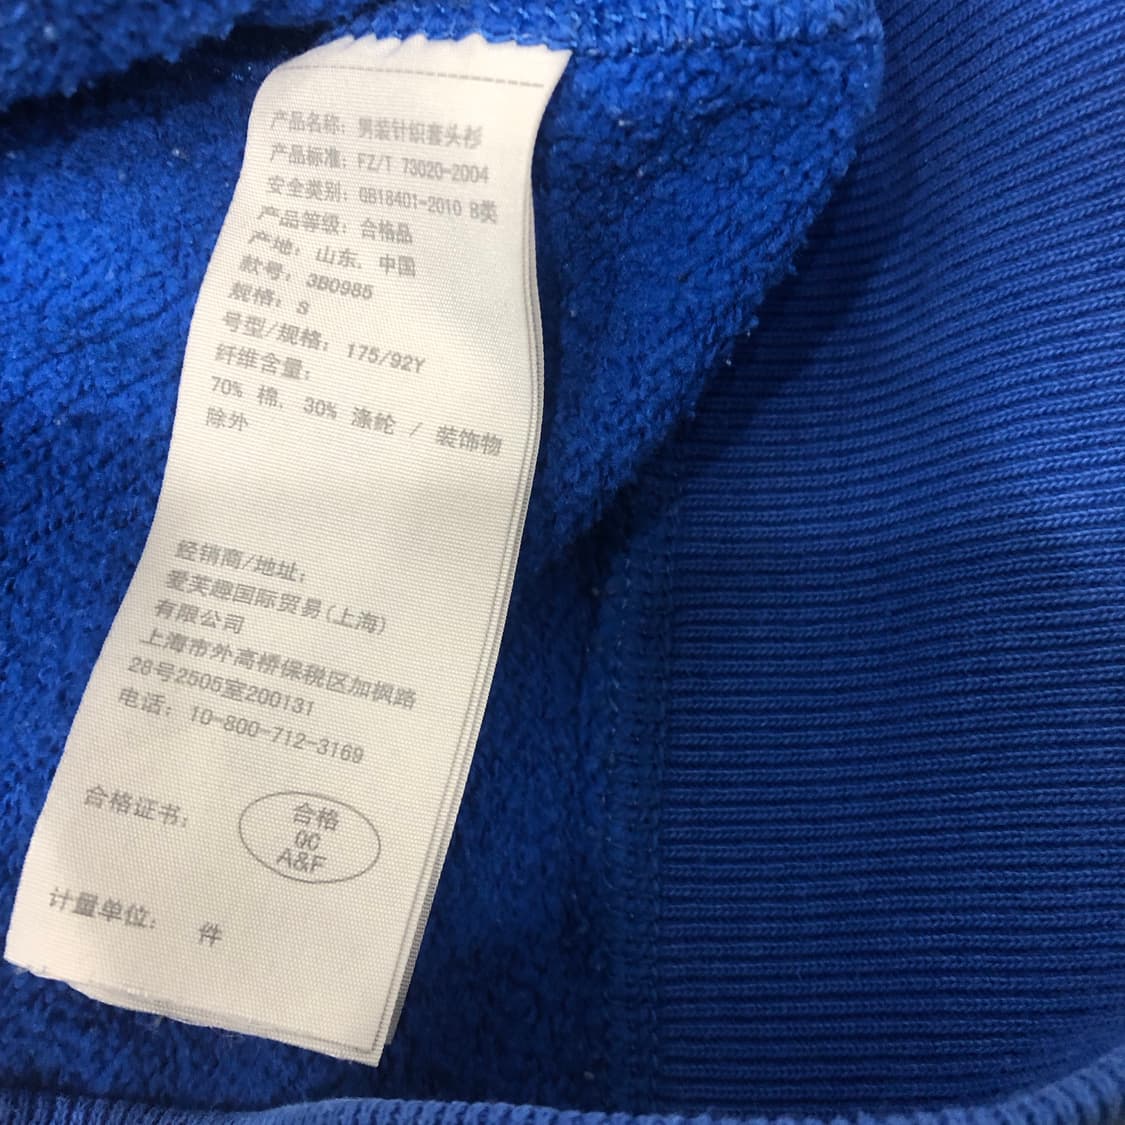 产品名称: 男装针织套头衫
产品标准: FZ/T 73020-2004
安全类别: GB18401-2010 B类
产品等级: 合格品
产地: 山东. 中国
款号: 3B0985
规格: S
号型/规格: 175/92Y
纤维含量:
70% 棉. 30% 涤纶 / 装饰物
除外
经销商/地址:
爱芙趣国际贸易(上海)
有限公司
上海市外高桥保税区加枫路
28号2505室200131
电话: 10-800-712-3169
合格证书:
合格
QC
A&F
计量单位: 件